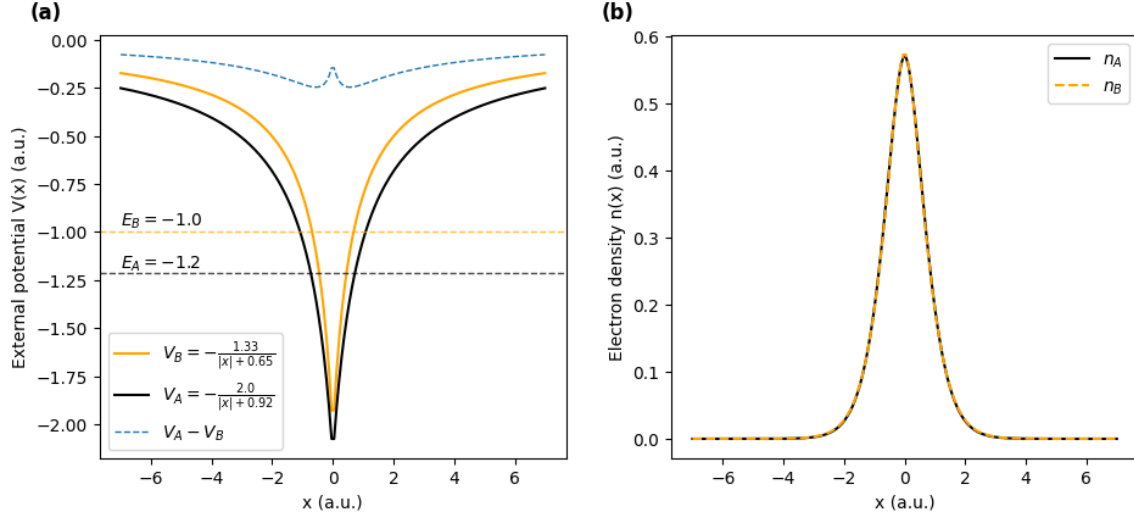 (a)
0.00
−0.25
−0.50
−0.75
−1.00
−1.25
−1.50
−1.75
−2.00
External potential V(x) (a.u.)
E_B = −1.0
E_A = −1.2
V_B = −\frac{1.33}{|x|+0.65}
V_A = −\frac{2.0}{|x|+0.92}
V_A − V_B
−6 −4 −2 0 2 4 6
x (a.u.)
(b)
0.6
0.5
0.4
0.3
0.2
0.1
0.0
Electron density n(x) (a.u.)
n_A
n_B
−6 −4 −2 0 2 4 6
x (a.u.)